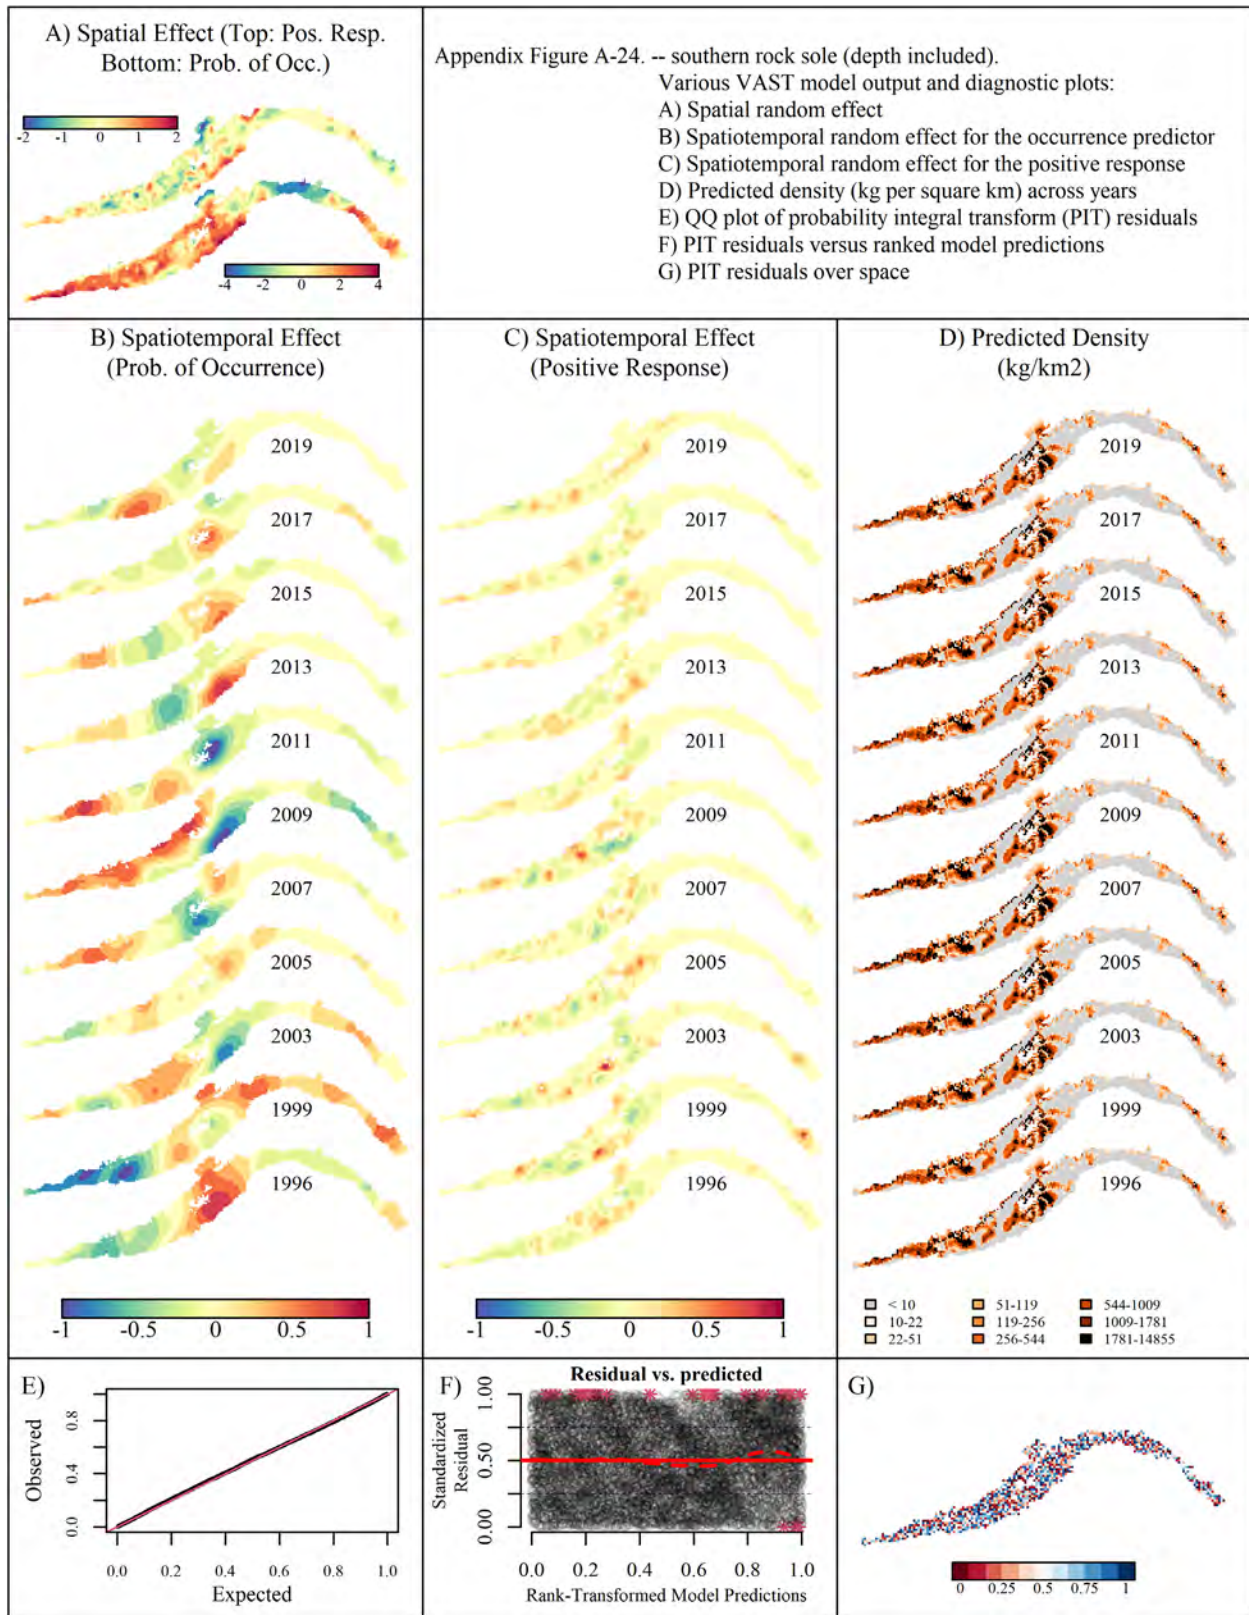 A) Spatial Effect (Top: Pos. Resp.
Bottom: Prob. of Occ.)
-2 -1 0 1 2
-4 -2 0 2 4
Appendix Figure A-24. -- southern rock sole (depth included).
Various VAST model output and diagnostic plots:
A) Spatial random effect
B) Spatiotemporal random effect for the occurrence predictor
C) Spatiotemporal random effect for the positive response
D) Predicted density (kg per square km) across years
E) QQ plot of probability integral transform (PIT) residuals
F) PIT residuals versus ranked model predictions
G) PIT residuals over space
B) Spatiotemporal Effect
(Prob. of Occurrence)
2019
2017
2015
2013
2011
2009
2007
2005
2003
1999
1996
-1 -0.5 0 0.5 1
C) Spatiotemporal Effect
(Positive Response)
2019
2017
2015
2013
2011
2009
2007
2005
2003
1999
1996
-1 -0.5 0 0.5 1
D) Predicted Density
(kg/km2)
2019
2017
2015
2013
2011
2009
2007
2005
2003
1999
1996
< 10 51-119 544-1009
10-22 119-256 1009-1781
22-51 256-544 1781-14855
E)
Observed
0.8
0.4
0.0
0.0 0.2 0.4 0.6 0.8 1.0
Expected
F)
Residual vs. predicted
Standardized
Residual
1.00
0.50
0.00
0.0 0.2 0.4 0.6 0.8 1.0
Rank-Transformed Model Predictions
G)
0 0.25 0.5 0.75 1